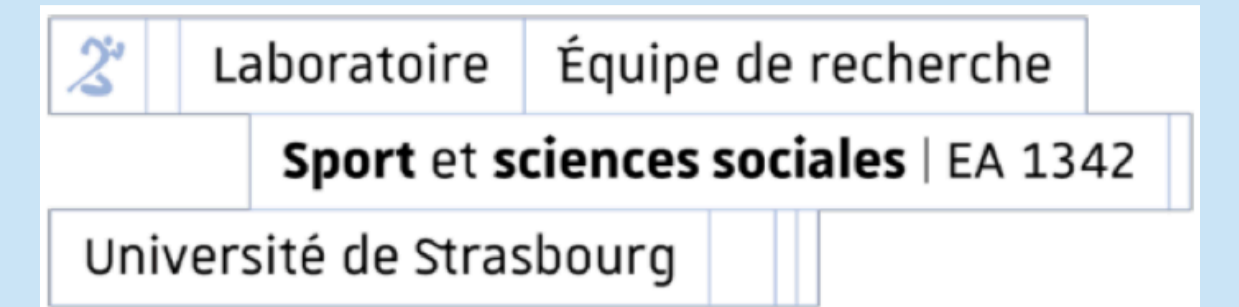 Laboratoire Équipe de recherche
Sport et sciences sociales | EA 1342
Université de Strasbourg